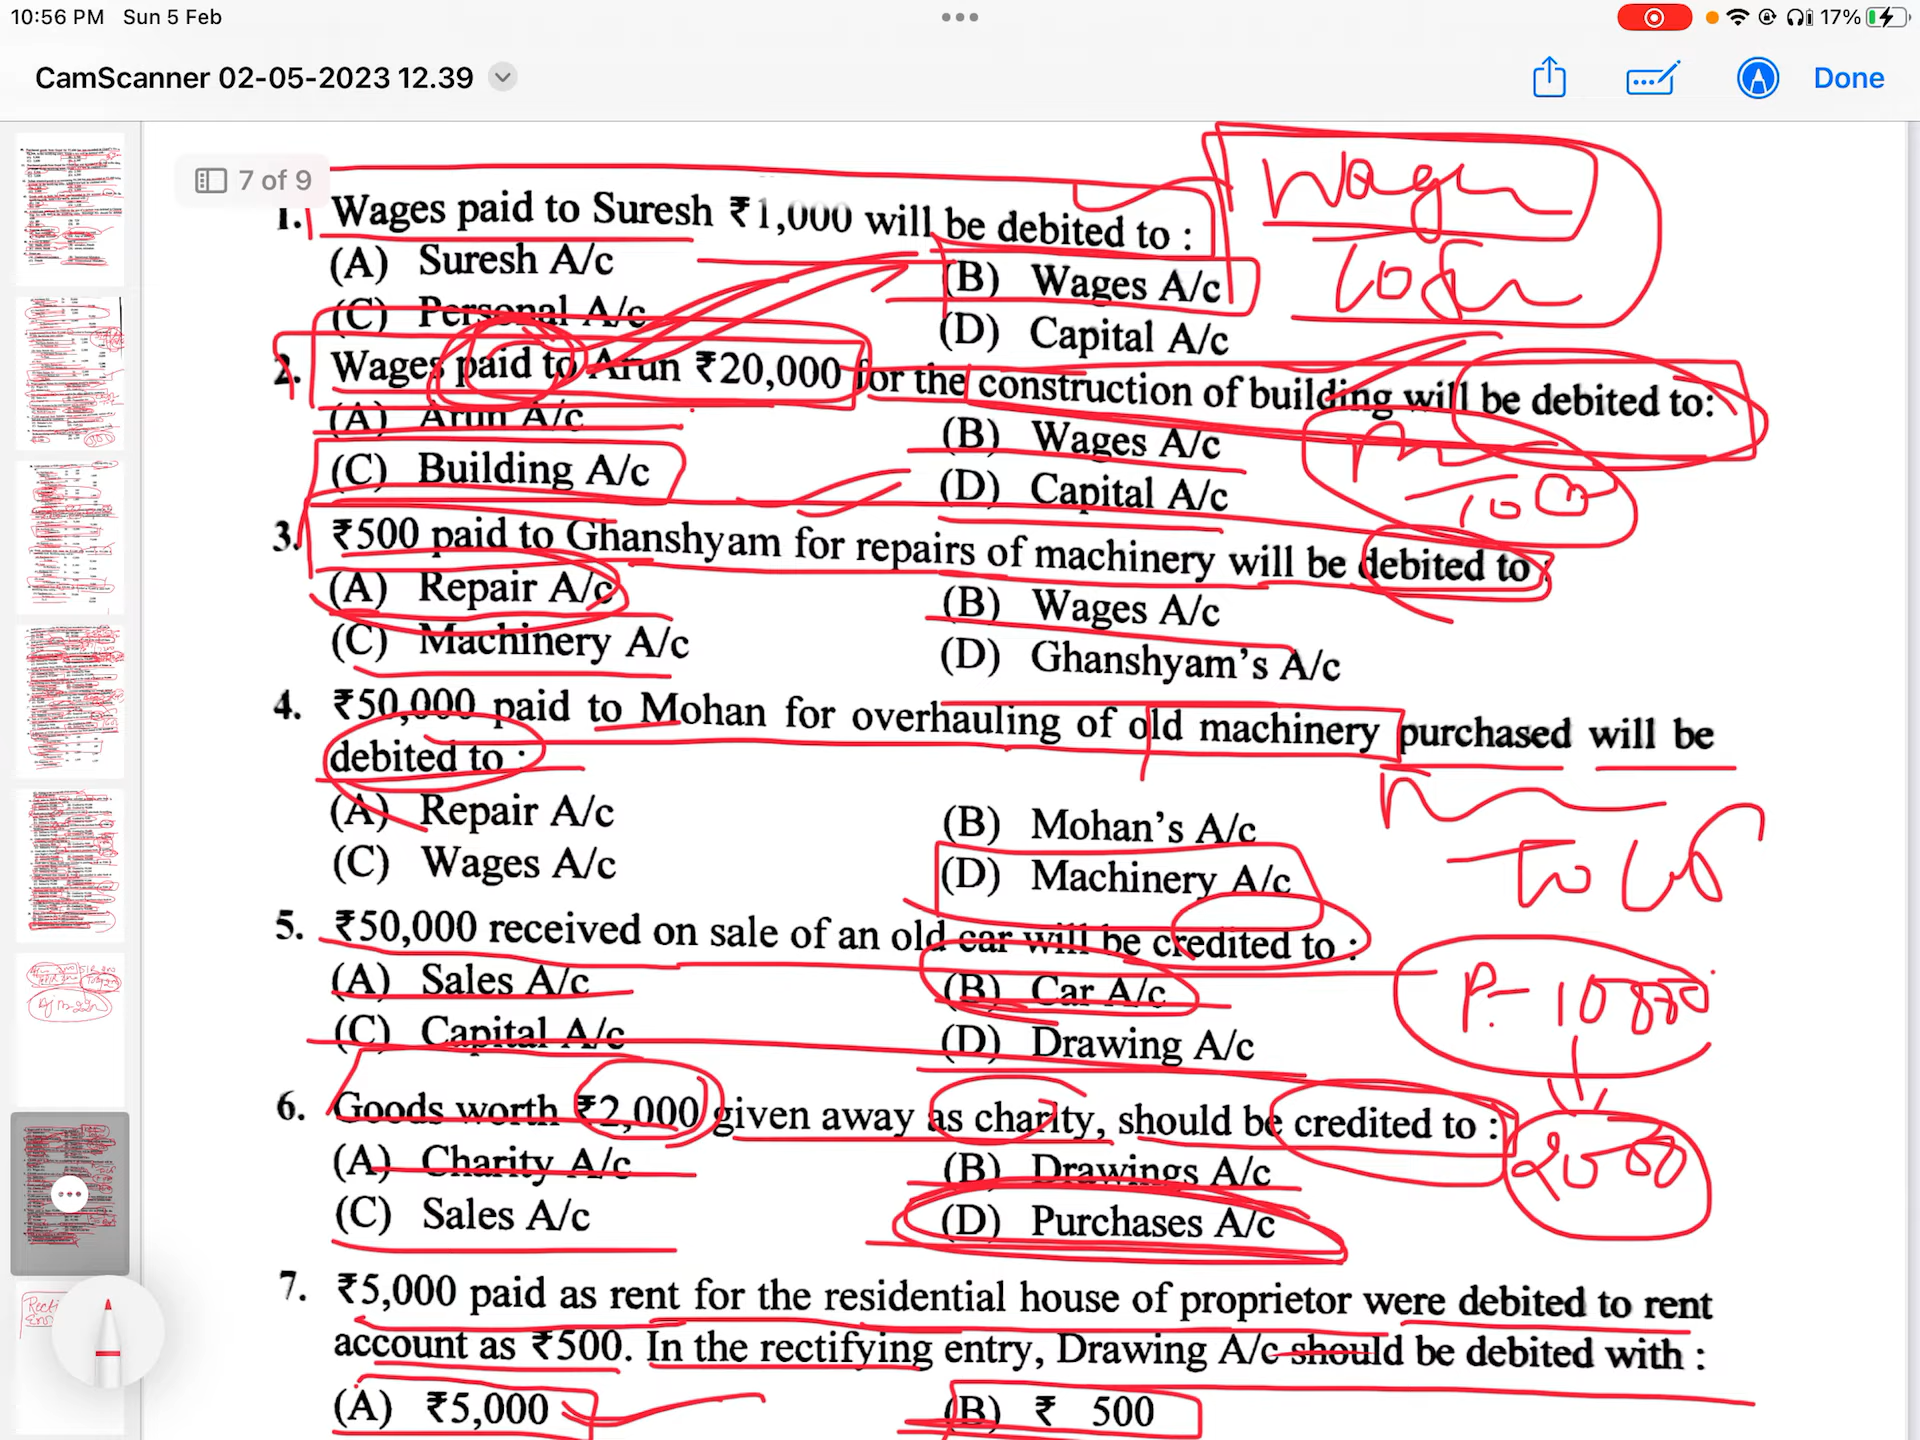 10:56 PM Sun 5 Feb
17%
CamScanner 02-05-2023 12.39
Done
7 of 9
Wages
1. Wages paid to Suresh ₹1,000 will be debited to :
(A) Suresh A/c
(B) Wages A/c
(C) Personal A/c
(D) Capital A/c
2. Wages paid to Arun ₹20,000 for the construction of building will be debited to:
(A) Arun A/c
(B) Wages A/c
(C) Building A/c
(D) Capital A/c
3. ₹500 paid to Ghanshyam for repairs of machinery will be debited to :
(A) Repair A/c
(B) Wages A/c
(C) Machinery A/c
(D) Ghanshyam's A/c
4. ₹50,000 paid to Mohan for overhauling of old machinery purchased will be
debited to :
(A) Repair A/c
(B) Mohan's A/c
(C) Wages A/c
(D) Machinery A/c
5. ₹50,000 received on sale of an old car will be credited to :
(A) Sales A/c
(B) Car A/c
(C) Capital A/c
(D) Drawing A/c
6. Goods worth ₹2,000 given away as charity, should be credited to :
(A) Charity A/c
(B) Drawings A/c
(C) Sales A/c
(D) Purchases A/c
7. ₹5,000 paid as rent for the residential house of proprietor were debited to rent
account as ₹500. In the rectifying entry, Drawing A/c should be debited with :
(A) ₹5,000
(B) ₹ 500